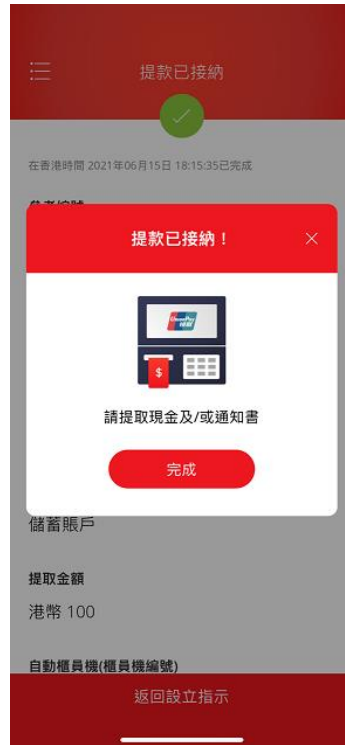 提款已接納
在香港時間 2021年06月15日 18:15:35已完成
提款已接納！
UnionPay
銀聯
$
請提取現金及/或通知書
完成
儲蓄賬戶
提取金額
港幣 100
自動櫃員機(櫃員機編號)
返回設立指示